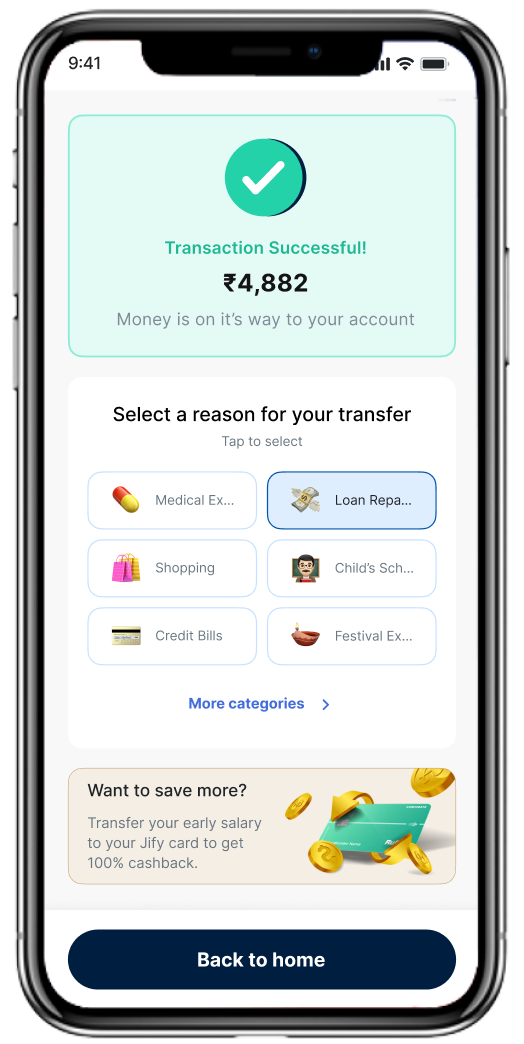 9:41
Transaction Successful!
₹4,882
Money is on it's way to your account
Select a reason for your transfer
Tap to select
Medical Ex...
Loan Repa...
Shopping
Child's Sch...
Credit Bills
Festival Ex...
More categories
Want to save more?
Transfer your early salary
to your Jify card to get
100% cashback.
Back to home